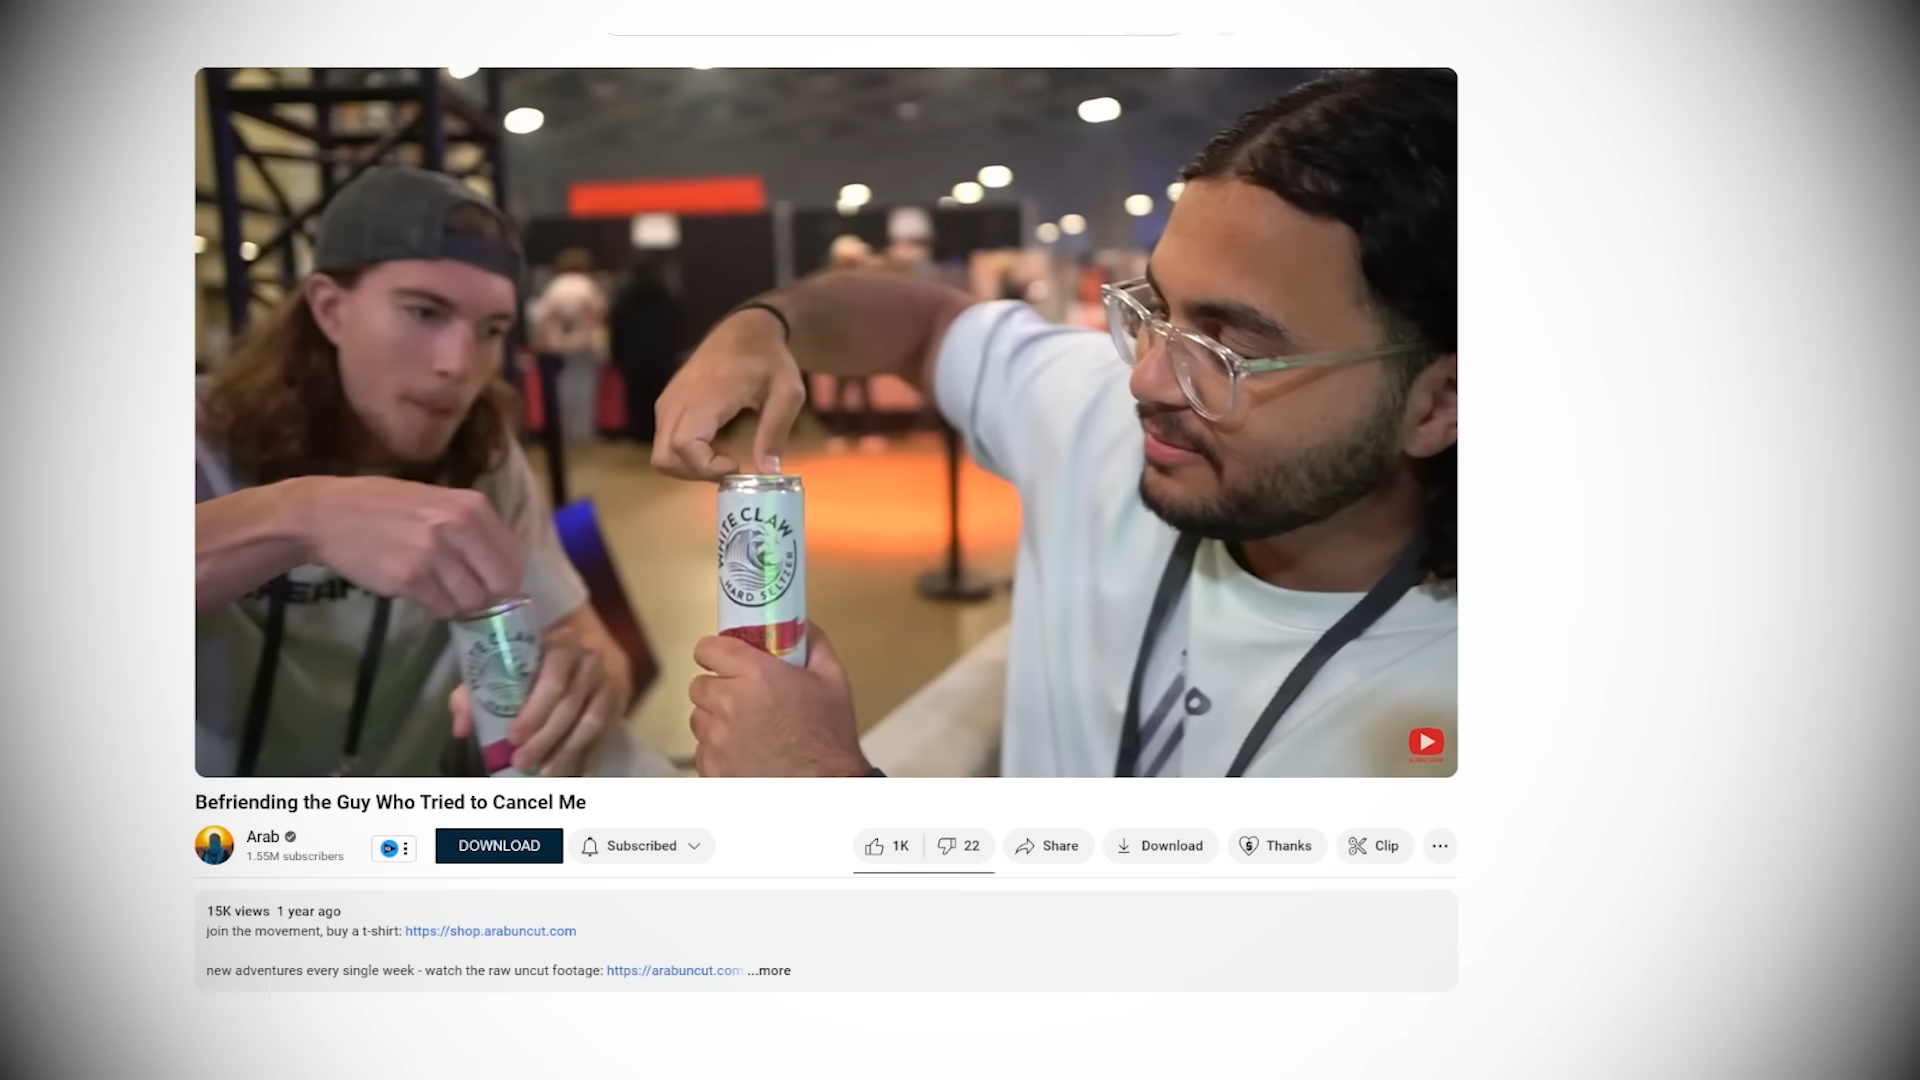 WHITE CLAW
HARD SELTZER
WHITE CLAW
SUBSCRIBE
Befriending the Guy Who Tried to Cancel Me
Arab
1.55M subscribers
DOWNLOAD
Subscribed
1K
22
Share
Download
Thanks
Clip
15K views 1 year ago
join the movement, buy a t-shirt: https://shop.arabuncut.com
new adventures every single week - watch the raw uncut footage: https://arabuncut.com ...more